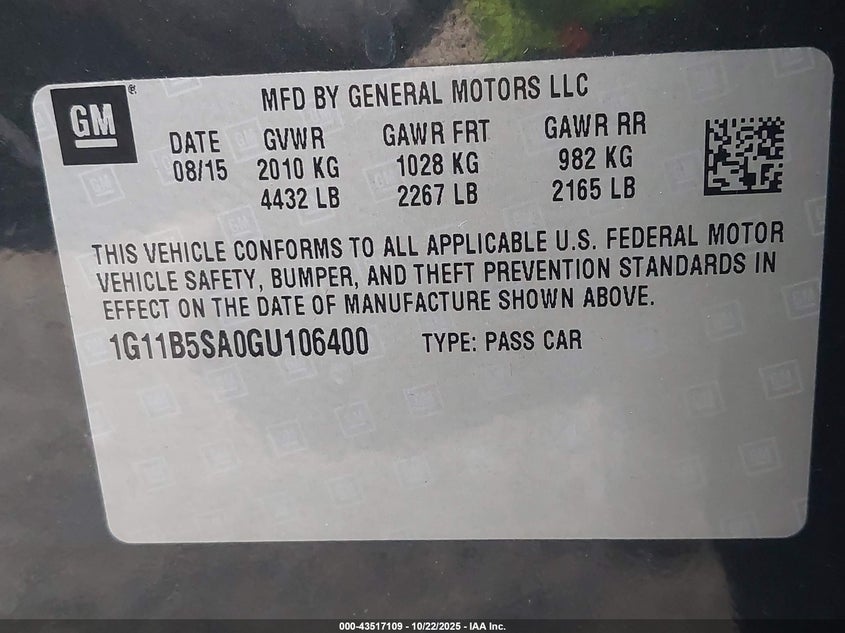 GM
®
MFD BY GENERAL MOTORS LLC
DATE GVWR GAWR FRT GAWR RR
08/15 2010 KG 1028 KG 982 KG
4432 LB 2267 LB 2165 LB
THIS VEHICLE CONFORMS TO ALL APPLICABLE U.S. FEDERAL MOTOR
VEHICLE SAFETY, BUMPER, AND THEFT PREVENTION STANDARDS IN
EFFECT ON THE DATE OF MANUFACTURE SHOWN ABOVE.
1G11B5SA0GU106400 TYPE: PASS CAR
000-43517109 - 10/22/2025 - IAA Inc.